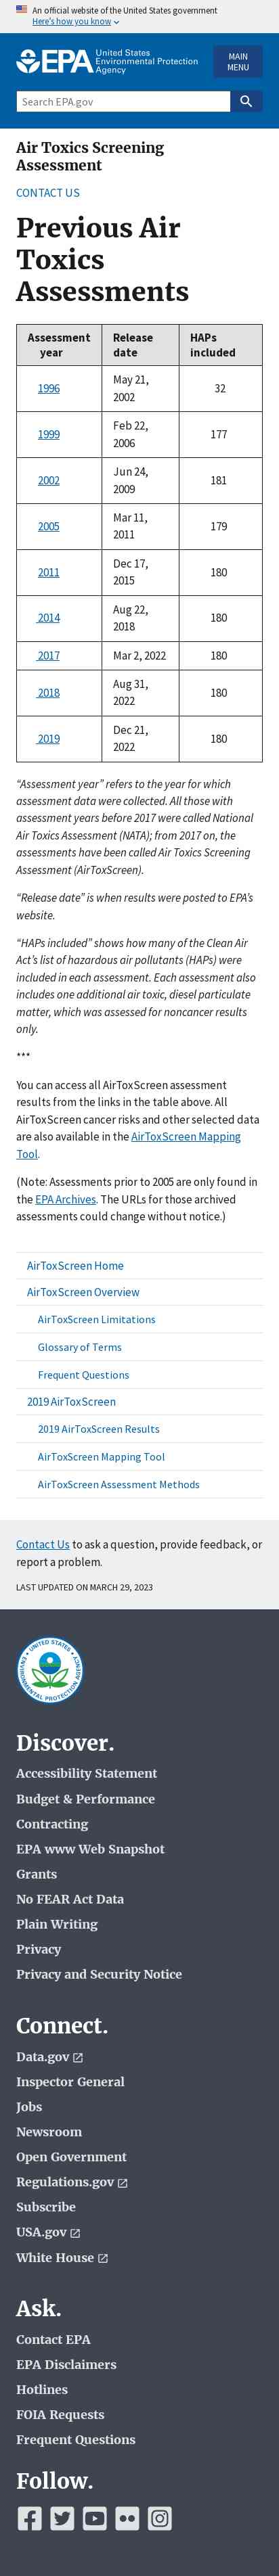 An official website of the United States government
Here's how you know
EPA United States
Environmental Protection
Agency
MAIN
MENU
Search EPA.gov
Air Toxics Screening
Assessment
CONTACT US
Previous Air
Toxics
Assessments
Assessment year | Release date | HAPs included
1996 | May 21, 2002 | 32
1999 | Feb 22, 2006 | 177
2002 | Jun 24, 2009 | 181
2005 | Mar 11, 2011 | 179
2011 | Dec 17, 2015 | 180
2014 | Aug 22, 2018 | 180
2017 | Mar 2, 2022 | 180
2018 | Aug 31, 2022 | 180
2019 | Dec 21, 2022 | 180
“Assessment year” refers to the year for which
assessment data were collected. All those with
assessment years before 2017 were called National
Air Toxics Assessment (NATA); from 2017 on, the
assessments have been called Air Toxics Screening
Assessment (AirToxScreen).
“Release date” is when results were posted to EPA’s
website.
“HAPs included” shows how many of the Clean Air
Act’s list of hazardous air pollutants (HAPs) were
included in each assessment. Each assessment also
includes one additional air toxic, diesel particulate
matter, which was assessed for noncancer results
only.
***
You can access all AirToxScreen assessment
results from the links in the table above. All
AirToxScreen cancer risks and other selected data
are also available in the AirToxScreen Mapping
Tool.
(Note: Assessments prior to 2005 are only found in
the EPA Archives. The URLs for those archived
assessments could change without notice.)
AirToxScreen Home
AirToxScreen Overview
AirToxScreen Limitations
Glossary of Terms
Frequent Questions
2019 AirToxScreen
2019 AirToxScreen Results
AirToxScreen Mapping Tool
AirToxScreen Assessment Methods
Contact Us to ask a question, provide feedback, or
report a problem.
LAST UPDATED ON MARCH 29, 2023
UNITED STATES
ENVIRONMENTAL PROTECTION AGENCY
Discover.
Accessibility Statement
Budget & Performance
Contracting
EPA www Web Snapshot
Grants
No FEAR Act Data
Plain Writing
Privacy
Privacy and Security Notice
Connect.
Data.gov
Inspector General
Jobs
Newsroom
Open Government
Regulations.gov
Subscribe
USA.gov
White House
Ask.
Contact EPA
EPA Disclaimers
Hotlines
FOIA Requests
Frequent Questions
Follow.